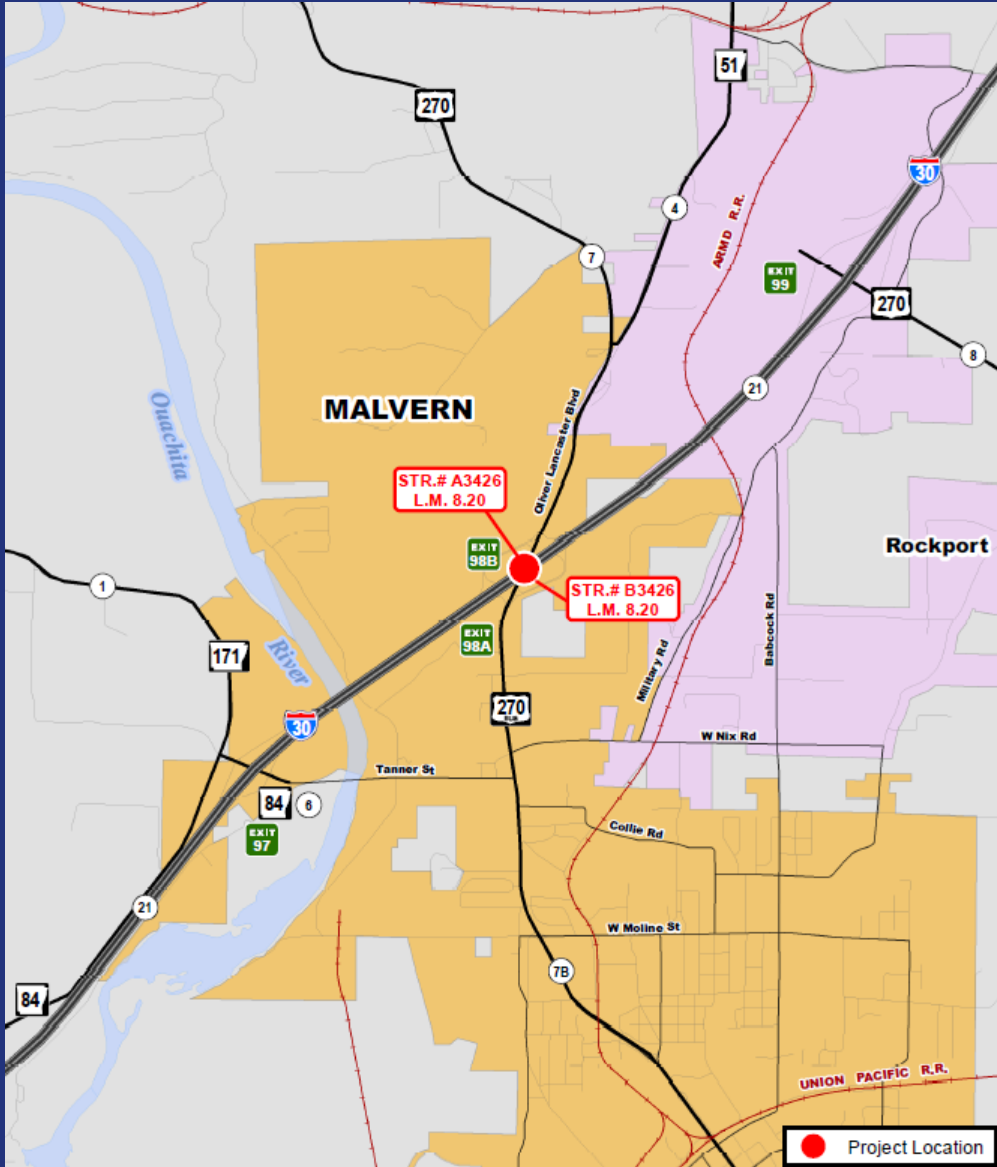 51
270
30
4
ARMD R.R.
7
EXIT
99
270
8
21
Ouachita
MALVERN
Oliver Lancaster Blvd
STR.# A3426
L.M. 8.20
EXIT
98B
Rockport
STR.# B3426
L.M. 8.20
1
Babcock Rd
EXIT
98A
171
River
Military Rd
270
30
W Nix Rd
Tanner St
84
6
EXIT
97
Collie Rd
21
W Moline St
7B
84
UNION PACIFIC R.R.
Project Location